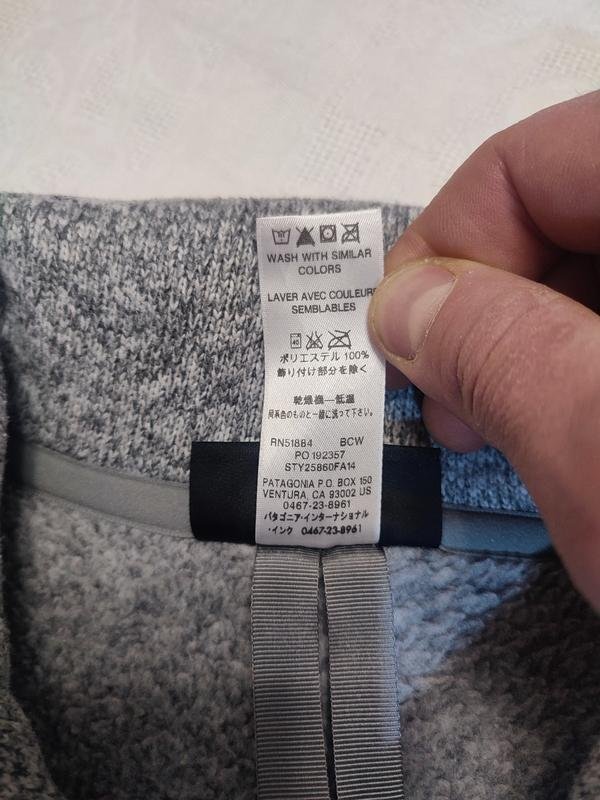 WASH WITH SIMILAR
COLORS
LAVER AVEC COULEURS
SEMBLABLES
40
ポリエステル 100%
飾り付け部分を除く
乾燥機—低温
同系色のものと一緒に洗って下さい。
RN51884 BCW
PO 192357
STY25860FA14
PATAGONIA P.O. BOX 150
VENTURA, CA 93002 US
0467-23-8961
パタゴニア・インターナショナル
・インク 0467-23-8961